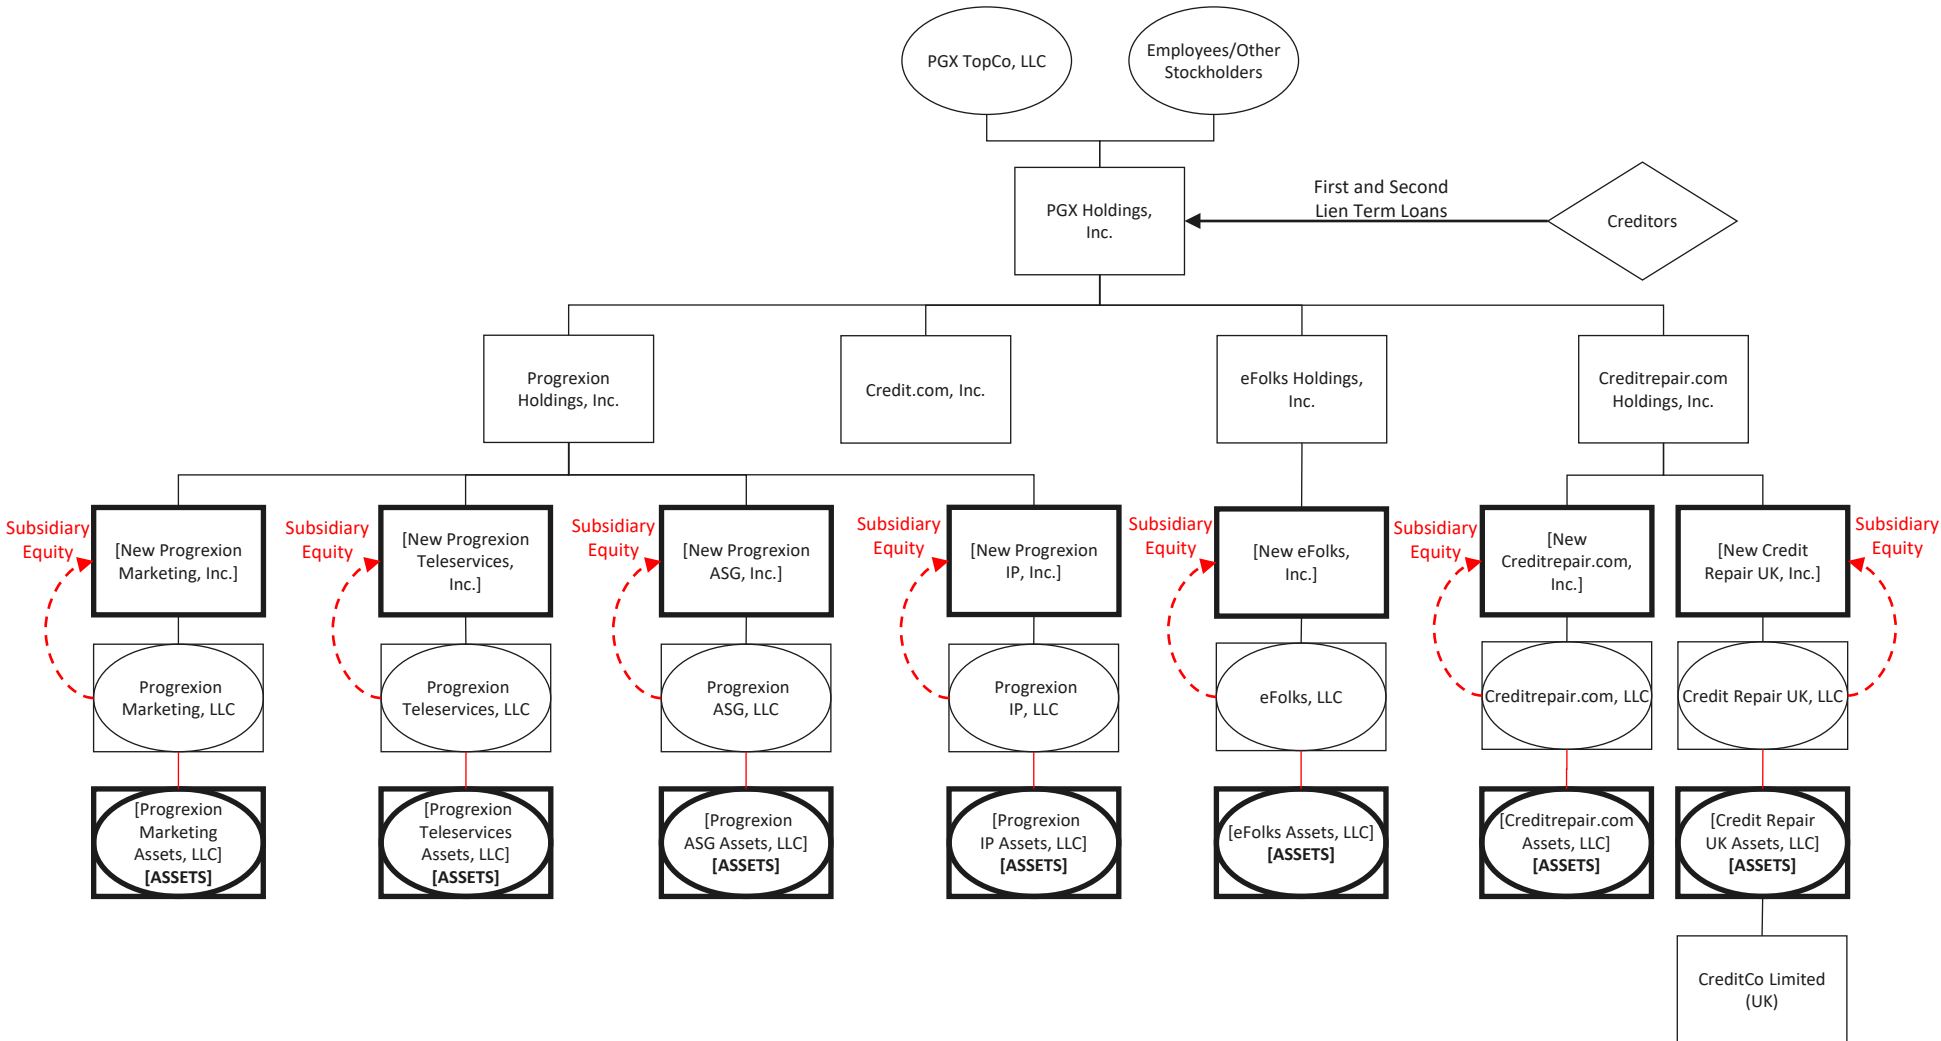 PGX TopCo, LLC
Employees/Other
Stockholders
PGX Holdings,
Inc.
First and Second
Lien Term Loans
Creditors
Progrexion
Holdings, Inc.
Credit.com, Inc.
eFolks Holdings,
Inc.
Creditrepair.com
Holdings, Inc.
Subsidiary
Equity
[New Progrexion
Marketing, Inc.]
Subsidiary
Equity
[New Progrexion
Teleservices,
Inc.]
Subsidiary
Equity
[New Progrexion
ASG, Inc.]
Subsidiary
Equity
[New Progrexion
IP, Inc.]
Subsidiary
Equity
[New eFolks,
Inc.]
Subsidiary
Equity
[New
Creditrepair.com,
Inc.]
[New Credit
Repair UK, Inc.]
Subsidiary
Equity
Progrexion
Marketing, LLC
Progrexion
Teleservices, LLC
Progrexion
ASG, LLC
Progrexion
IP, LLC
eFolks, LLC
Creditrepair.com, LLC
Credit Repair UK, LLC
[Progrexion
Marketing
Assets, LLC]
[ASSETS]
[Progrexion
Teleservices
Assets, LLC]
[ASSETS]
[Progrexion
ASG Assets, LLC]
[ASSETS]
[Progrexion
IP Assets, LLC]
[ASSETS]
[eFolks Assets, LLC]
[ASSETS]
[Creditrepair.com
Assets, LLC]
[ASSETS]
[Credit Repair
UK Assets, LLC]
[ASSETS]
CreditCo Limited
(UK)